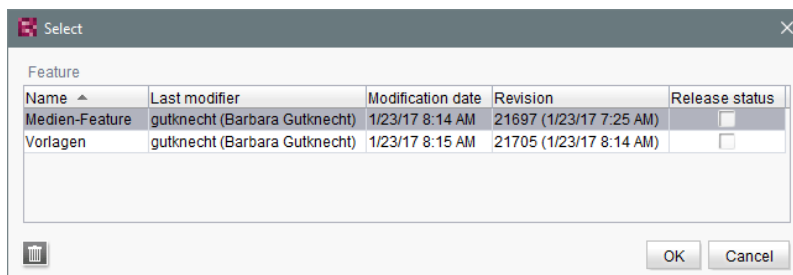 Select
Feature
Name Last modifier Modification date Revision Release status
Medien-Feature gutknecht (Barbara Gutknecht) 1/23/17 8:14 AM 21697 (1/23/17 7:25 AM)
Vorlagen gutknecht (Barbara Gutknecht) 1/23/17 8:15 AM 21705 (1/23/17 8:14 AM)
OK Cancel